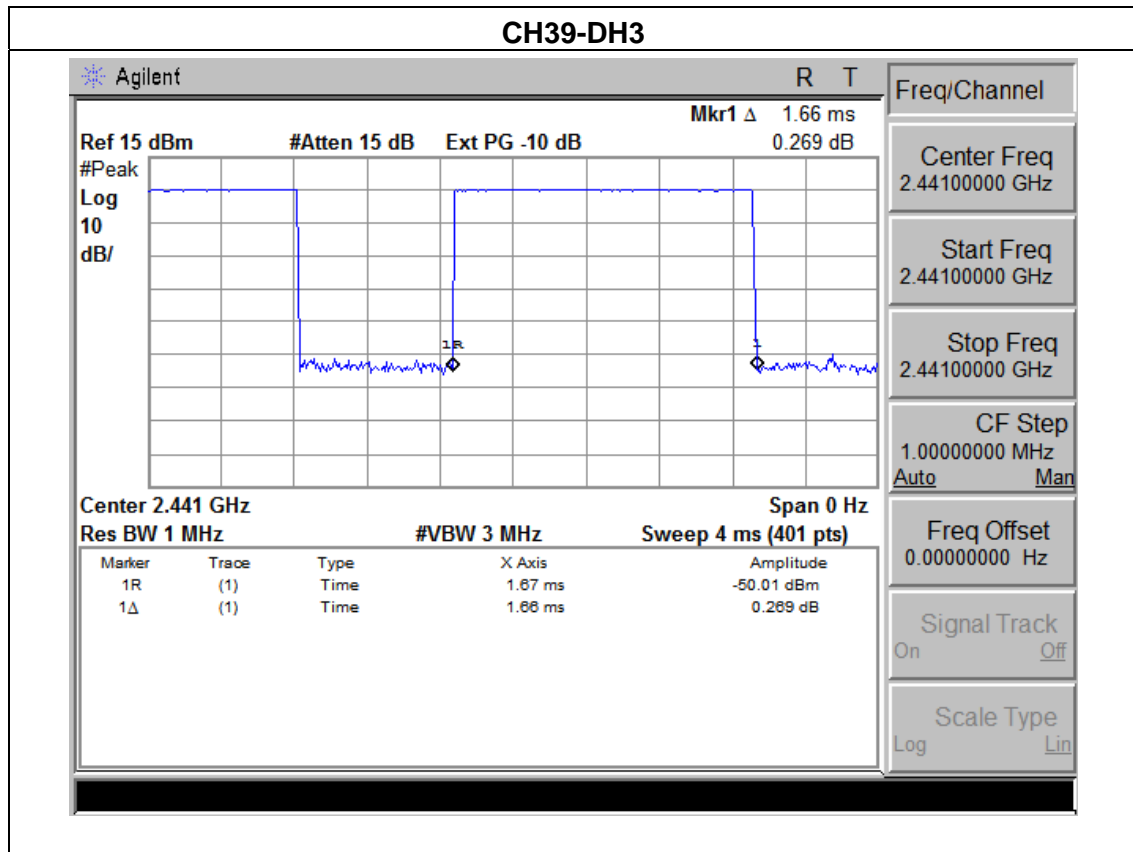 CH39-DH3
Agilent R T
Mkr1 Δ 1.66 ms
Ref 15 dBm #Atten 15 dB Ext PG -10 dB 0.269 dB
#Peak
Log
10
dB/
1R
1
Center 2.441 GHz Span 0 Hz
Res BW 1 MHz #VBW 3 MHz Sweep 4 ms (401 pts)
Marker Trace Type X Axis Amplitude
1R (1) Time 1.67 ms -50.01 dBm
1Δ (1) Time 1.66 ms 0.269 dB
Freq/Channel
Center Freq
2.44100000 GHz
Start Freq
2.44100000 GHz
Stop Freq
2.44100000 GHz
CF Step
1.00000000 MHz
Auto Man
Freq Offset
0.00000000 Hz
Signal Track
On Off
Scale Type
Log Lin